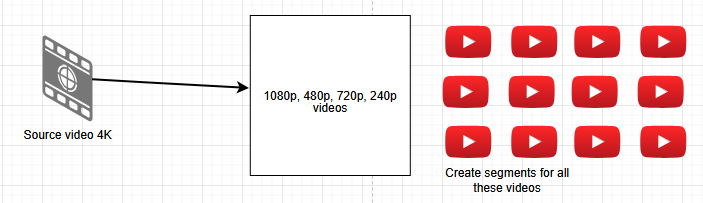 Source video 4K
1080p, 480p, 720p, 240p
videos
Create segments for all
these videos